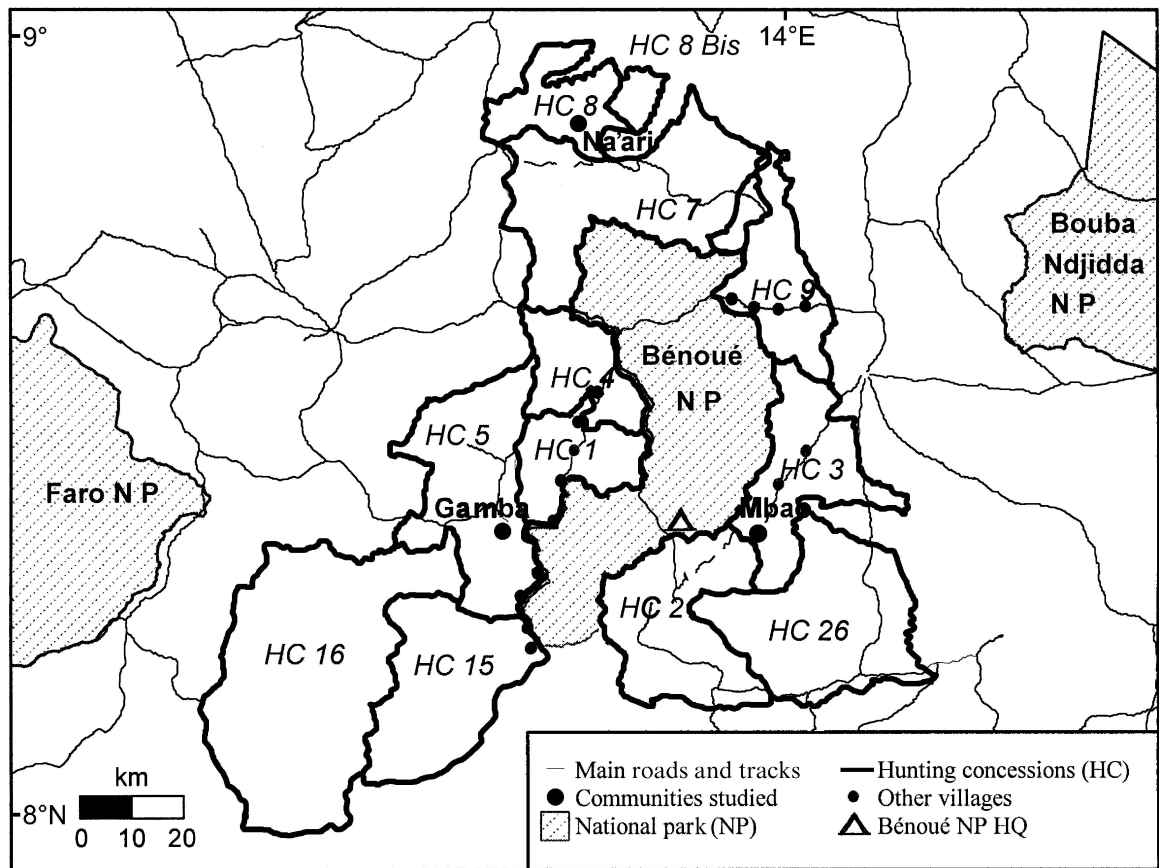 9°
14°E
HC 8 Bis
HC 8
Na'ari
HC 7
Bouba
Ndjidda
N P
HC 9
Bénoué
N P
HC 4
HC 5
HC 1
HC 3
Faro N P
Gamba
Mbao
HC 2
HC 26
HC 16
HC 15
km
0 10 20
8°N
Main roads and tracks
Hunting concessions (HC)
Communities studied
Other villages
National park (NP)
Bénoué NP HQ